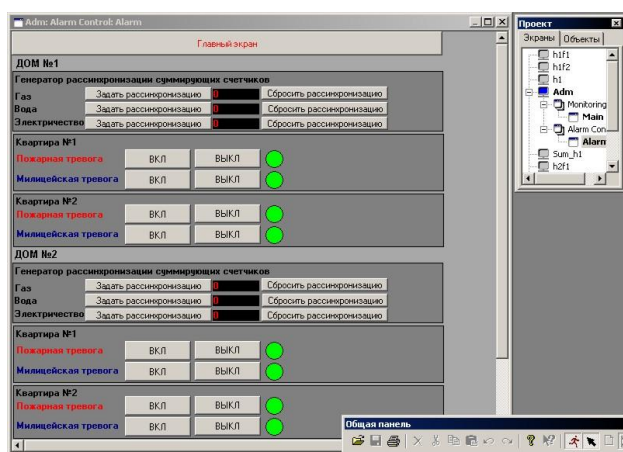 Adm: Alarm Control: Alarm
Главный экран
ДОМ №1
Генератор рассинхронизации суммирующих счетчиков
Газ Задать рассинхронизацию 0 Сбросить рассинхронизацию
Вода Задать рассинхронизацию 0 Сбросить рассинхронизацию
Электричество Задать рассинхронизацию 0 Сбросить рассинхронизацию
Квартира №1
Пожарная тревога ВКЛ ВЫКЛ
Милицейская тревога ВКЛ ВЫКЛ
Квартира №2
Пожарная тревога ВКЛ ВЫКЛ
Милицейская тревога ВКЛ ВЫКЛ
ДОМ №2
Генератор рассинхронизации суммирующих счетчиков
Газ Задать рассинхронизацию 0 Сбросить рассинхронизацию
Вода Задать рассинхронизацию 0 Сбросить рассинхронизацию
Электричество Задать рассинхронизацию 0 Сбросить рассинхронизацию
Квартира №1
Пожарная тревога ВКЛ ВЫКЛ
Милицейская тревога ВКЛ ВЫКЛ
Квартира №2
Пожарная тревога ВКЛ ВЫКЛ
Милицейская тревога ВКЛ ВЫКЛ
Проект
Экраны Объекты
h1f1
h1f2
h1
Adm
Monitoring
Main
Alarm Con
Alarm
Sum_h1
h2f1
Общая панель